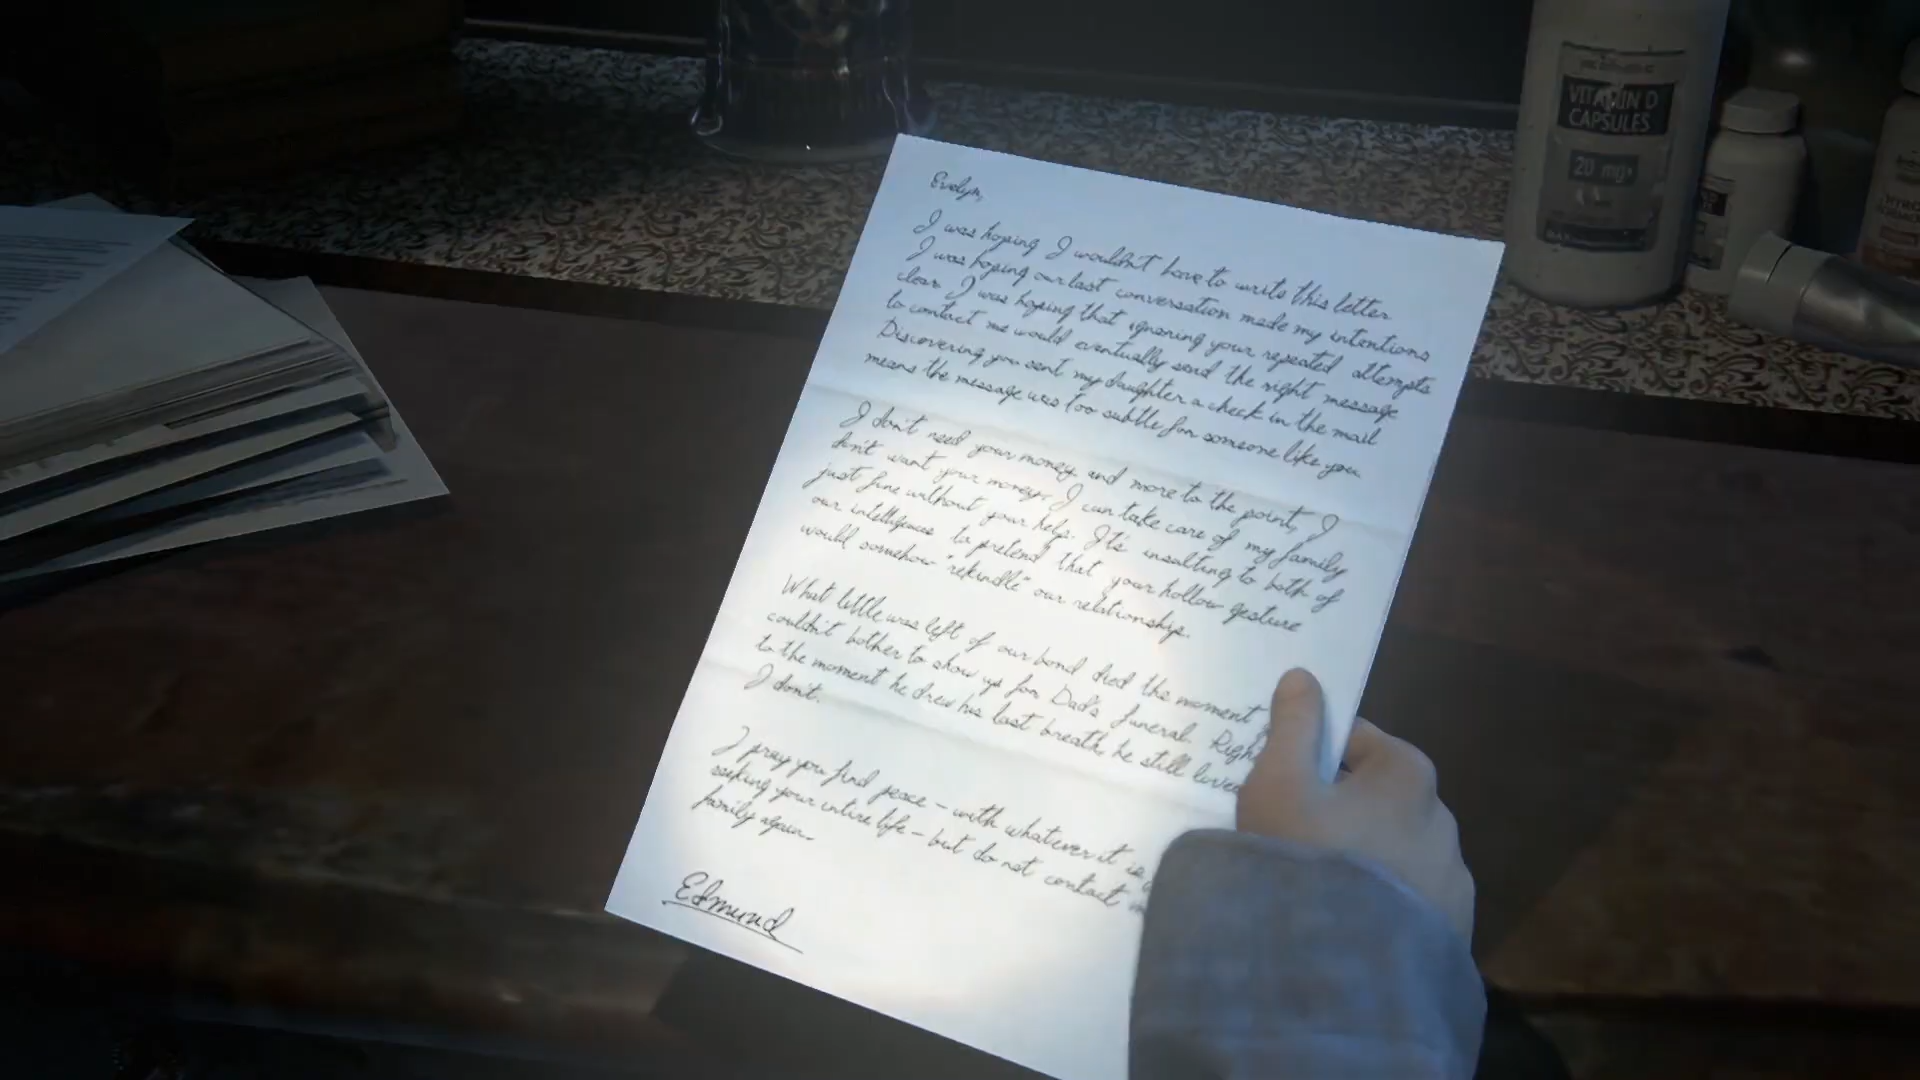 Evelyn,
I was hoping I wouldn't have to write this letter
I was hoping our last conversation made my intentions
clear. I was hoping that ignoring your repeated attempts
to contact me would eventually send the right message
Discovering you sent my daughter a check in the mail
means the message was too subtle for someone like you.
I don't need your money, and more to the point, I
don't want your money. I can take care of my family
just fine without your help. It's insulting to both of
our intelligences to pretend that your hollow gesture
would somehow "rekindle" our relationship.
What little was left of our bond died the moment
couldn't bother to show up for Dad's funeral. Right
to the moment he drew his last breath, he still loved
I don't.
I pray you find peace - with whatever it is
seeking your entire life - but do not contact
family again.
Edmund
VITAMIN D
CAPSULES
20 mg